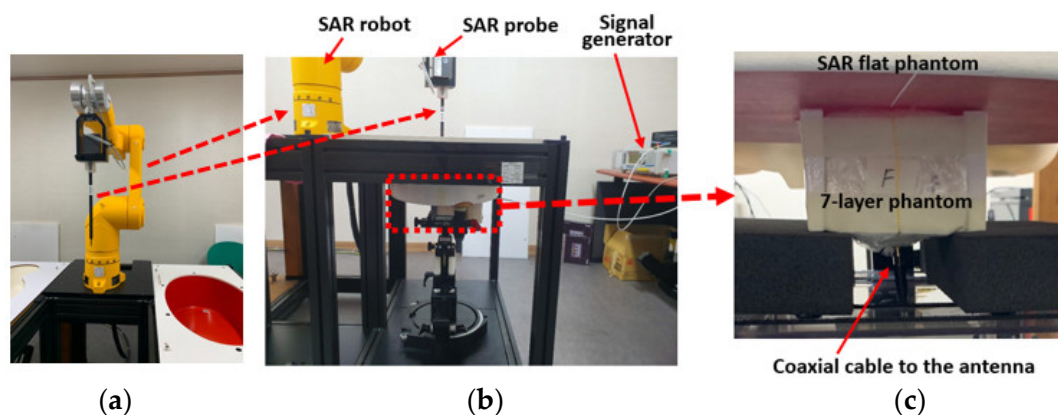 SAR robot
SAR probe
Signal
generator
SAR flat phantom
F
7-layer phantom
Coaxial cable to the antenna
(a)
(b)
(c)